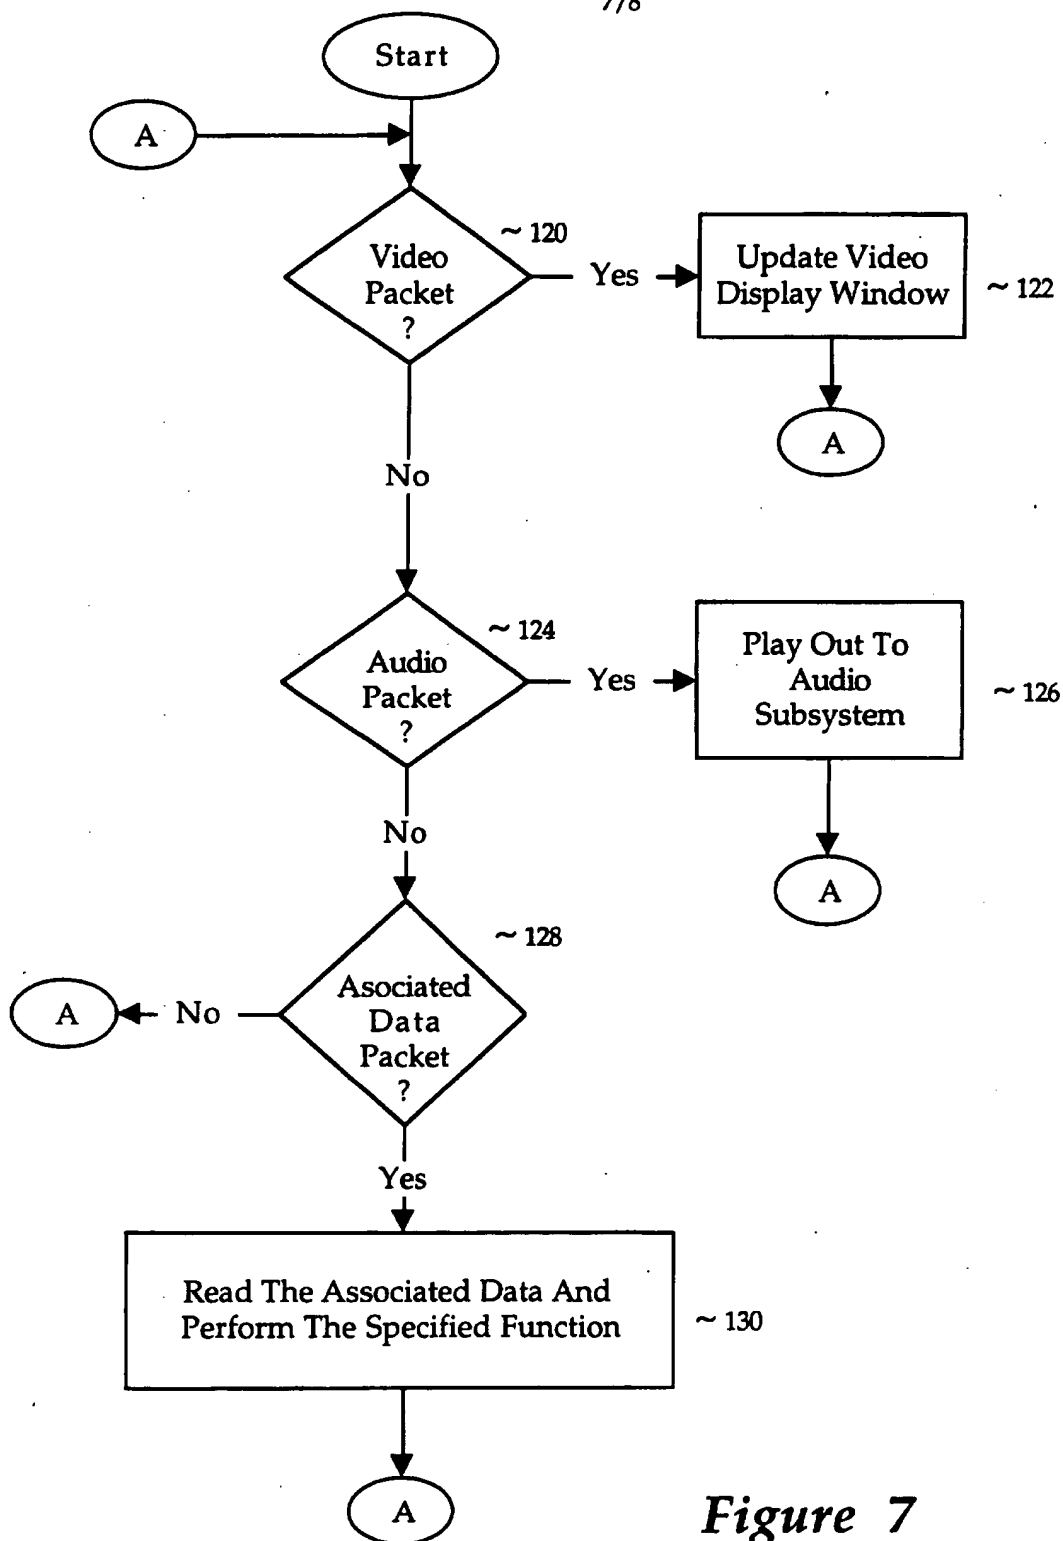 7/8
Start
A
Video
Packet
?
~ 120
Yes
Update Video
Display Window
~ 122
A
No
Audio
Packet
?
~ 124
Yes
Play Out To
Audio
Subsystem
~ 126
A
No
Asociated
Data
Packet
?
~ 128
No
A
Yes
Read The Associated Data And
Perform The Specified Function
~ 130
A
Figure 7